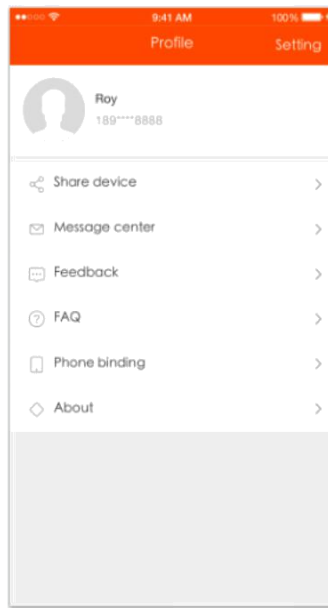 9:41 AM 100%
Profile Setting
Roy
189****8888
Share device
Message center
Feedback
FAQ
Phone binding
About